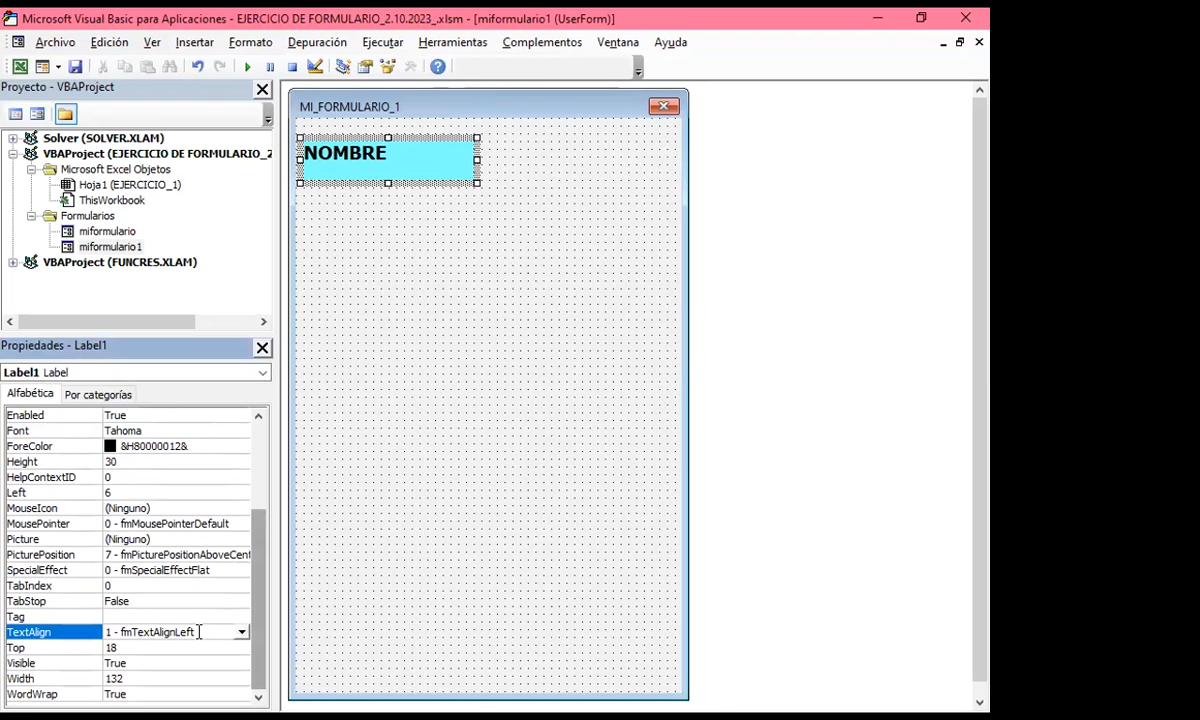 Microsoft Visual Basic para Aplicaciones - EJERCICIO DE FORMULARIO_2.10.2023_.xlsm - [miformulario1 (UserForm)]
Archivo Edición Ver Insertar Formato Depuración Ejecutar Herramientas Complementos Ventana Ayuda
Proyecto - VBAProject
Solver (SOLVER.XLAM)
VBAProject (EJERCICIO DE FORMULARIO_2
Microsoft Excel Objetos
Hoja1 (EJERCICIO_1)
ThisWorkbook
Formularios
miformulario
miformulario1
VBAProject (FUNCRES.XLAM)
Propiedades - Label1
Label1 Label
Alfabética Por categorías
Enabled True
Font Tahoma
ForeColor &H80000012&
Height 30
HelpContextID 0
Left 6
MouseIcon (Ninguno)
MousePointer 0 - fmMousePointerDefault
Picture (Ninguno)
PicturePosition 7 - fmPicturePositionAboveCent
SpecialEffect 0 - fmSpecialEffectFlat
TabIndex 0
TabStop False
Tag
TextAlign 1 - fmTextAlignLeft
Top 18
Visible True
Width 132
WordWrap True
MI_FORMULARIO_1
NOMBRE